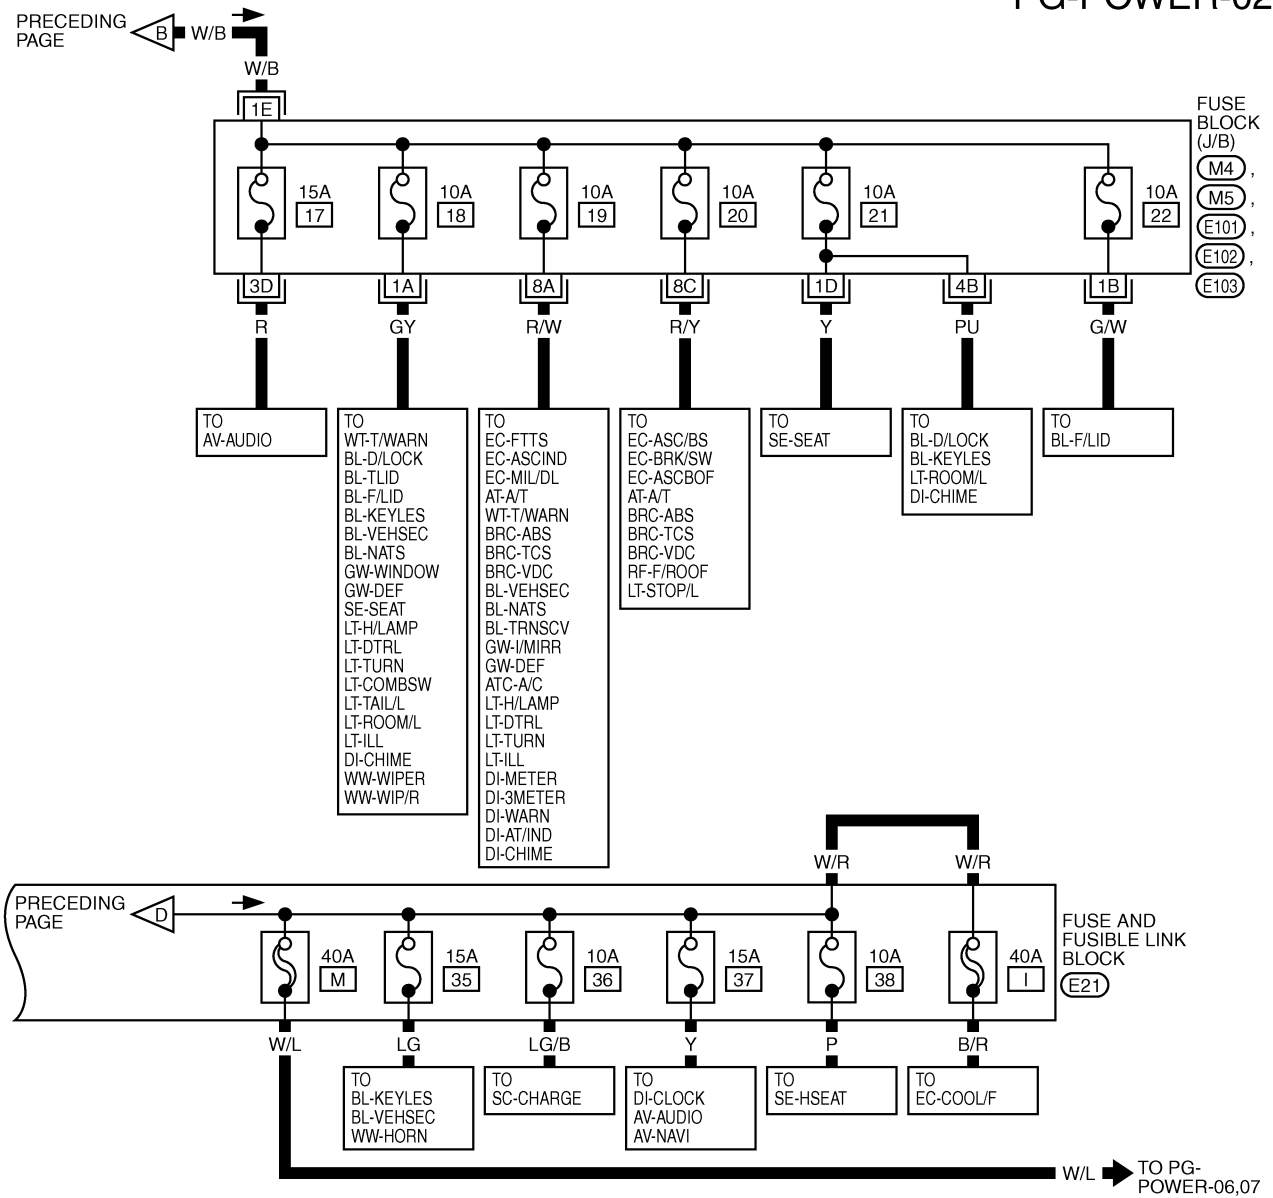 PG-POWER-02
PRECEDING
PAGE
B
W/B
W/B
1E
FUSE
BLOCK
(J/B)
M4 ,
M5 ,
E101 ,
E102 ,
E103
15A
17
10A
18
10A
19
10A
20
10A
21
10A
22
3D
1A
8A
8C
1D
4B
1B
R
GY
R/W
R/Y
Y
PU
G/W
TO
AV-AUDIO
TO
WT-T/WARN
BL-D/LOCK
BL-TLID
BL-F/LID
BL-KEYLES
BL-VEHSEC
BL-NATS
GW-WINDOW
GW-DEF
SE-SEAT
LT-H/LAMP
LT-DTRL
LT-TURN
LT-COMBSW
LT-TAIL/L
LT-ROOM/L
LT-ILL
DI-CHIME
WW-WIPER
WW-WIP/R
TO
EC-FTTS
EC-ASCIND
EC-MIL/DL
AT-A/T
WT-T/WARN
BRC-ABS
BRC-TCS
BRC-VDC
BL-VEHSEC
BL-NATS
BL-TRNSCV
GW-I/MIRR
GW-DEF
ATC-A/C
LT-H/LAMP
LT-DTRL
LT-TURN
LT-ILL
DI-METER
DI-3METER
DI-WARN
DI-AT/IND
DI-CHIME
TO
EC-ASC/BS
EC-BRK/SW
EC-ASCBOF
AT-A/T
BRC-ABS
BRC-TCS
BRC-VDC
RF-F/ROOF
LT-STOP/L
TO
SE-SEAT
TO
BL-D/LOCK
BL-KEYLES
LT-ROOM/L
DI-CHIME
TO
BL-F/LID
W/R
W/R
PRECEDING
PAGE
D
FUSE AND
FUSIBLE LINK
BLOCK
E21
40A
M
15A
35
10A
36
15A
37
10A
38
40A
I
W/L
LG
LG/B
Y
P
B/R
TO
BL-KEYLES
BL-VEHSEC
WW-HORN
TO
SC-CHARGE
TO
DI-CLOCK
AV-AUDIO
AV-NAVI
TO
SE-HSEAT
TO
EC-COOL/F
W/L
TO PG-
POWER-06,07